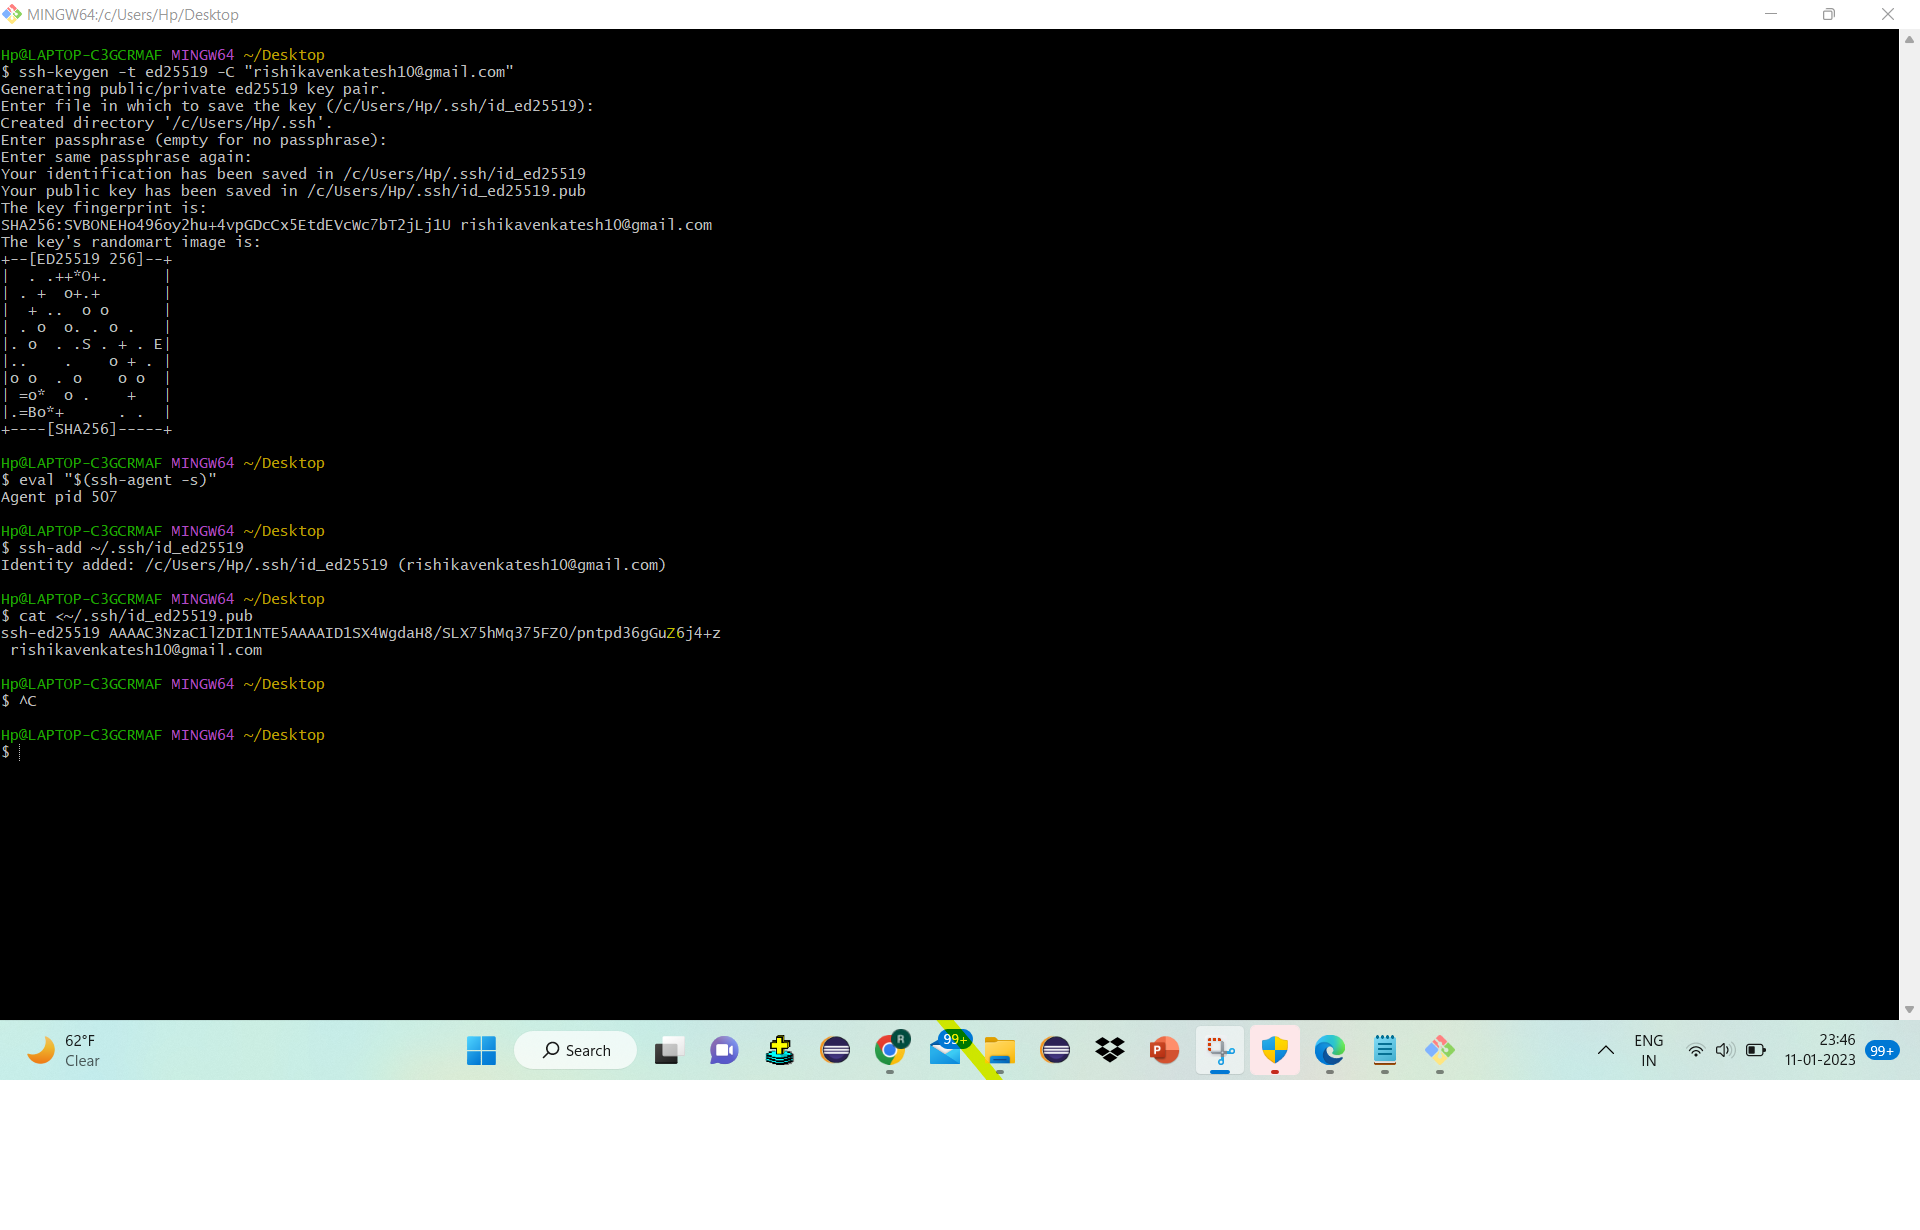 MINGW64:/c/Users/Hp/Desktop
Hp@LAPTOP-C3GCRMAF MINGW64 ~/Desktop
$ ssh-keygen -t ed25519 -C "rishikavenkatesh10@gmail.com"
Generating public/private ed25519 key pair.
Enter file in which to save the key (/c/Users/Hp/.ssh/id_ed25519):
Created directory '/c/Users/Hp/.ssh'.
Enter passphrase (empty for no passphrase):
Enter same passphrase again:
Your identification has been saved in /c/Users/Hp/.ssh/id_ed25519
Your public key has been saved in /c/Users/Hp/.ssh/id_ed25519.pub
The key fingerprint is:
SHA256:SVBONEHo496oy2hu+4vpGDcCx5EtdEVcWc7bT2jLj1U rishikavenkatesh10@gmail.com
The key's randomart image is:
+--[ED25519 256]--+
|  . .++*O+.      |
| . +  o+.+       |
|  + ..  o o      |
| . o  o. . o .   |
|. o  . .S . + . E|
|..    .    o + . |
|o o  . o    o o  |
| =o*  o .    +   |
|.=Bo*+      . .  |
+----[SHA256]-----+
Hp@LAPTOP-C3GCRMAF MINGW64 ~/Desktop
$ eval "$(ssh-agent -s)"
Agent pid 507
Hp@LAPTOP-C3GCRMAF MINGW64 ~/Desktop
$ ssh-add ~/.ssh/id_ed25519
Identity added: /c/Users/Hp/.ssh/id_ed25519 (rishikavenkatesh10@gmail.com)
Hp@LAPTOP-C3GCRMAF MINGW64 ~/Desktop
$ cat <~/.ssh/id_ed25519.pub
ssh-ed25519 AAAAC3NzaC1lZDI1NTE5AAAAID1SX4WgdaH8/SLX75hMq375FZO/pntpd36gGuZ6j4+z
rishikavenkatesh10@gmail.com
Hp@LAPTOP-C3GCRMAF MINGW64 ~/Desktop
$ ^C
Hp@LAPTOP-C3GCRMAF MINGW64 ~/Desktop
$
62°F
Clear
Search
R
99+
P
ENG
IN
23:46
11-01-2023
99+